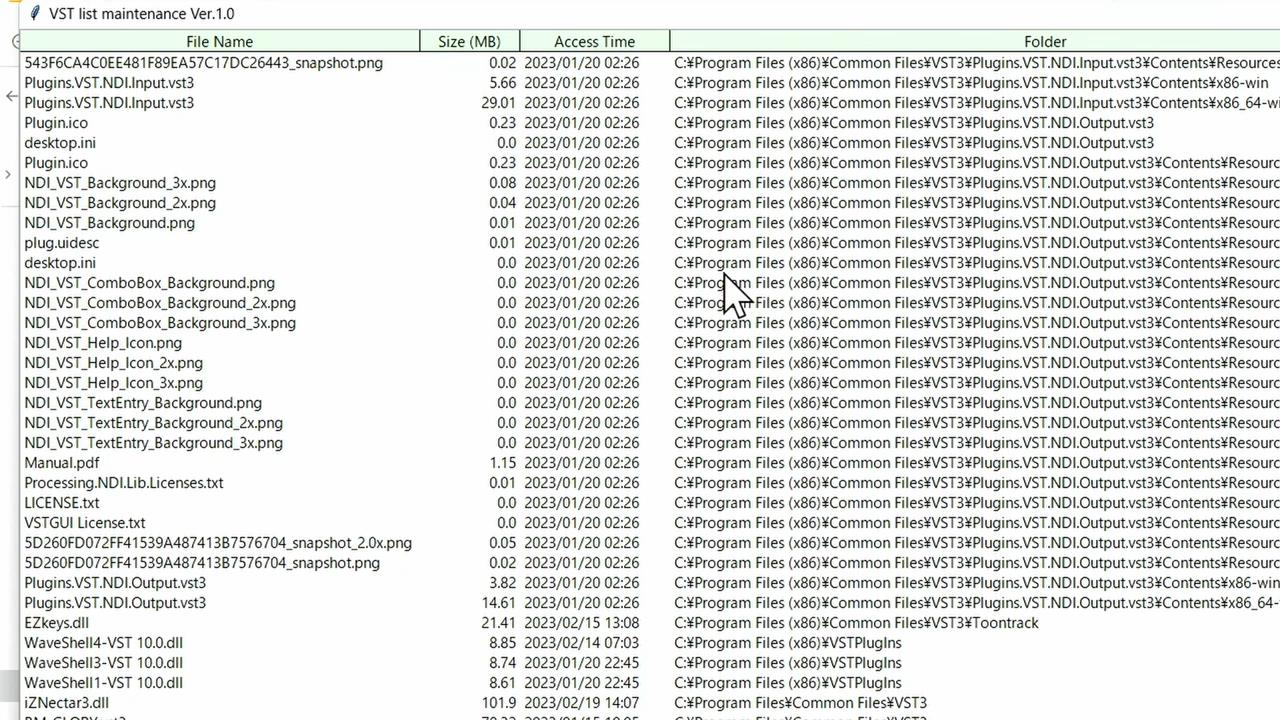 VST list maintenance Ver.1.0
File Name Size (MB) Access Time Folder
543F6CA4C0EE481F89EA57C17DC26443_snapshot.png 0.02 2023/01/20 02:26 C:¥Program Files (x86)¥Common Files¥VST3¥Plugins.VST.NDI.Input.vst3¥Contents¥Resources
Plugins.VST.NDI.Input.vst3 5.66 2023/01/20 02:26 C:¥Program Files (x86)¥Common Files¥VST3¥Plugins.VST.NDI.Input.vst3¥Contents¥x86-win
Plugins.VST.NDI.Input.vst3 29.01 2023/01/20 02:26 C:¥Program Files (x86)¥Common Files¥VST3¥Plugins.VST.NDI.Input.vst3¥Contents¥x86_64-wi
Plugin.ico 0.23 2023/01/20 02:26 C:¥Program Files (x86)¥Common Files¥VST3¥Plugins.VST.NDI.Output.vst3
desktop.ini 0.0 2023/01/20 02:26 C:¥Program Files (x86)¥Common Files¥VST3¥Plugins.VST.NDI.Output.vst3
Plugin.ico 0.23 2023/01/20 02:26 C:¥Program Files (x86)¥Common Files¥VST3¥Plugins.VST.NDI.Output.vst3¥Contents¥Resourc
NDI_VST_Background_3x.png 0.08 2023/01/20 02:26 C:¥Program Files (x86)¥Common Files¥VST3¥Plugins.VST.NDI.Output.vst3¥Contents¥Resourc
NDI_VST_Background_2x.png 0.04 2023/01/20 02:26 C:¥Program Files (x86)¥Common Files¥VST3¥Plugins.VST.NDI.Output.vst3¥Contents¥Resourc
NDI_VST_Background.png 0.01 2023/01/20 02:26 C:¥Program Files (x86)¥Common Files¥VST3¥Plugins.VST.NDI.Output.vst3¥Contents¥Resourc
plug.uidesc 0.01 2023/01/20 02:26 C:¥Program Files (x86)¥Common Files¥VST3¥Plugins.VST.NDI.Output.vst3¥Contents¥Resourc
desktop.ini 0.0 2023/01/20 02:26 C:¥Program Files (x86)¥Common Files¥VST3¥Plugins.VST.NDI.Output.vst3¥Contents¥Resourc
NDI_VST_ComboBox_Background.png 0.0 2023/01/20 02:26 C:¥Program Files (x86)¥Common Files¥VST3¥Plugins.VST.NDI.Output.vst3¥Contents¥Resourc
NDI_VST_ComboBox_Background_2x.png 0.0 2023/01/20 02:26 C:¥Program Files (x86)¥Common Files¥VST3¥Plugins.VST.NDI.Output.vst3¥Contents¥Resourc
NDI_VST_ComboBox_Background_3x.png 0.0 2023/01/20 02:26 C:¥Program Files (x86)¥Common Files¥VST3¥Plugins.VST.NDI.Output.vst3¥Contents¥Resourc
NDI_VST_Help_Icon.png 0.0 2023/01/20 02:26 C:¥Program Files (x86)¥Common Files¥VST3¥Plugins.VST.NDI.Output.vst3¥Contents¥Resourc
NDI_VST_Help_Icon_2x.png 0.0 2023/01/20 02:26 C:¥Program Files (x86)¥Common Files¥VST3¥Plugins.VST.NDI.Output.vst3¥Contents¥Resourc
NDI_VST_Help_Icon_3x.png 0.0 2023/01/20 02:26 C:¥Program Files (x86)¥Common Files¥VST3¥Plugins.VST.NDI.Output.vst3¥Contents¥Resourc
NDI_VST_TextEntry_Background.png 0.0 2023/01/20 02:26 C:¥Program Files (x86)¥Common Files¥VST3¥Plugins.VST.NDI.Output.vst3¥Contents¥Resourc
NDI_VST_TextEntry_Background_2x.png 0.0 2023/01/20 02:26 C:¥Program Files (x86)¥Common Files¥VST3¥Plugins.VST.NDI.Output.vst3¥Contents¥Resourc
NDI_VST_TextEntry_Background_3x.png 0.0 2023/01/20 02:26 C:¥Program Files (x86)¥Common Files¥VST3¥Plugins.VST.NDI.Output.vst3¥Contents¥Resourc
Manual.pdf 1.15 2023/01/20 02:26 C:¥Program Files (x86)¥Common Files¥VST3¥Plugins.VST.NDI.Output.vst3¥Contents¥Resourc
Processing.NDI.Lib.Licenses.txt 0.01 2023/01/20 02:26 C:¥Program Files (x86)¥Common Files¥VST3¥Plugins.VST.NDI.Output.vst3¥Contents¥Resourc
LICENSE.txt 0.0 2023/01/20 02:26 C:¥Program Files (x86)¥Common Files¥VST3¥Plugins.VST.NDI.Output.vst3¥Contents¥Resourc
VSTGUI License.txt 0.0 2023/01/20 02:26 C:¥Program Files (x86)¥Common Files¥VST3¥Plugins.VST.NDI.Output.vst3¥Contents¥Resourc
5D260FD072FF41539A487413B7576704_snapshot_2.0x.png 0.05 2023/01/20 02:26 C:¥Program Files (x86)¥Common Files¥VST3¥Plugins.VST.NDI.Output.vst3¥Contents¥Resourc
5D260FD072FF41539A487413B7576704_snapshot.png 0.02 2023/01/20 02:26 C:¥Program Files (x86)¥Common Files¥VST3¥Plugins.VST.NDI.Output.vst3¥Contents¥Resourc
Plugins.VST.NDI.Output.vst3 3.82 2023/01/20 02:26 C:¥Program Files (x86)¥Common Files¥VST3¥Plugins.VST.NDI.Output.vst3¥Contents¥x86-win
Plugins.VST.NDI.Output.vst3 14.61 2023/01/20 02:26 C:¥Program Files (x86)¥Common Files¥VST3¥Plugins.VST.NDI.Output.vst3¥Contents¥x86_64-
EZkeys.dll 21.41 2023/02/15 13:08 C:¥Program Files (x86)¥Common Files¥VST3¥Toontrack
WaveShell4-VST 10.0.dll 8.85 2023/02/14 07:03 C:¥Program Files (x86)¥VSTPlugIns
WaveShell3-VST 10.0.dll 8.74 2023/01/20 22:45 C:¥Program Files (x86)¥VSTPlugIns
WaveShell1-VST 10.0.dll 8.61 2023/01/20 22:45 C:¥Program Files (x86)¥VSTPlugIns
iZNectar3.dll 101.9 2023/02/19 14:07 C:¥Program Files¥Common Files¥VST3